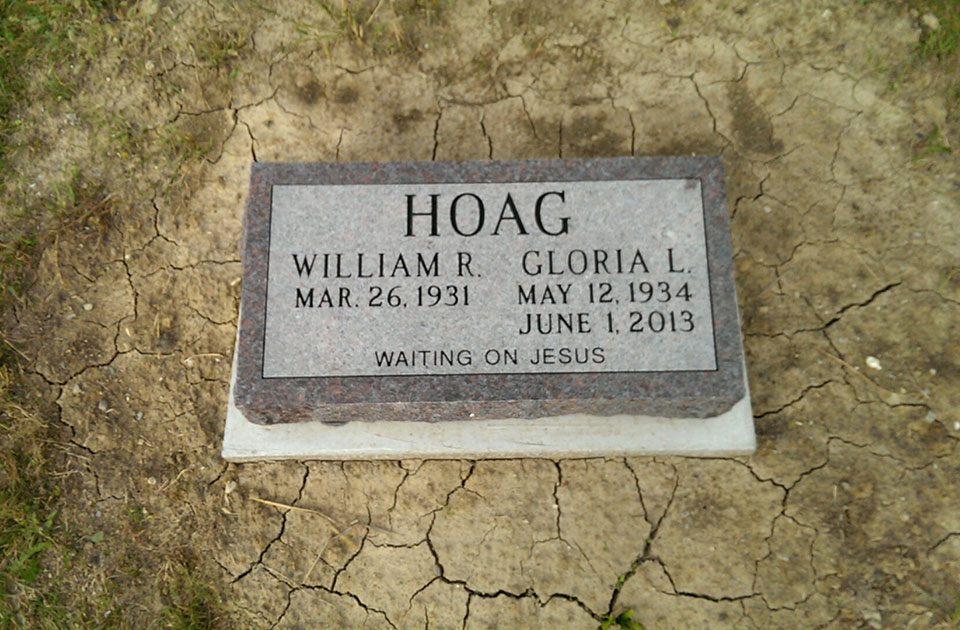 HOAG
WILLIAM R. GLORIA L.
MAR. 26, 1931 MAY 12, 1934
JUNE 1, 2013
WAITING ON JESUS